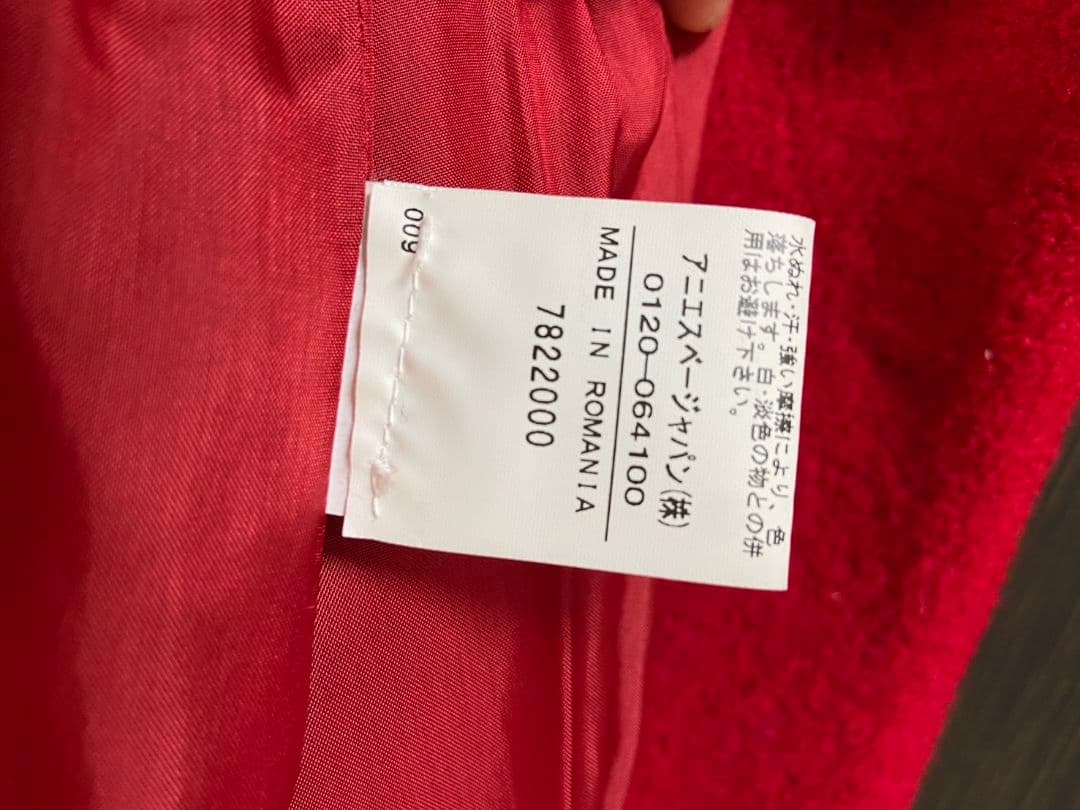 水ぬれ・汗・強い摩擦により、色
落ちします。白・淡色の物との併
用はお避け下さい。
アニエスベージャパン(株)
0120-064100
MADE IN ROMANIA
7822000
009